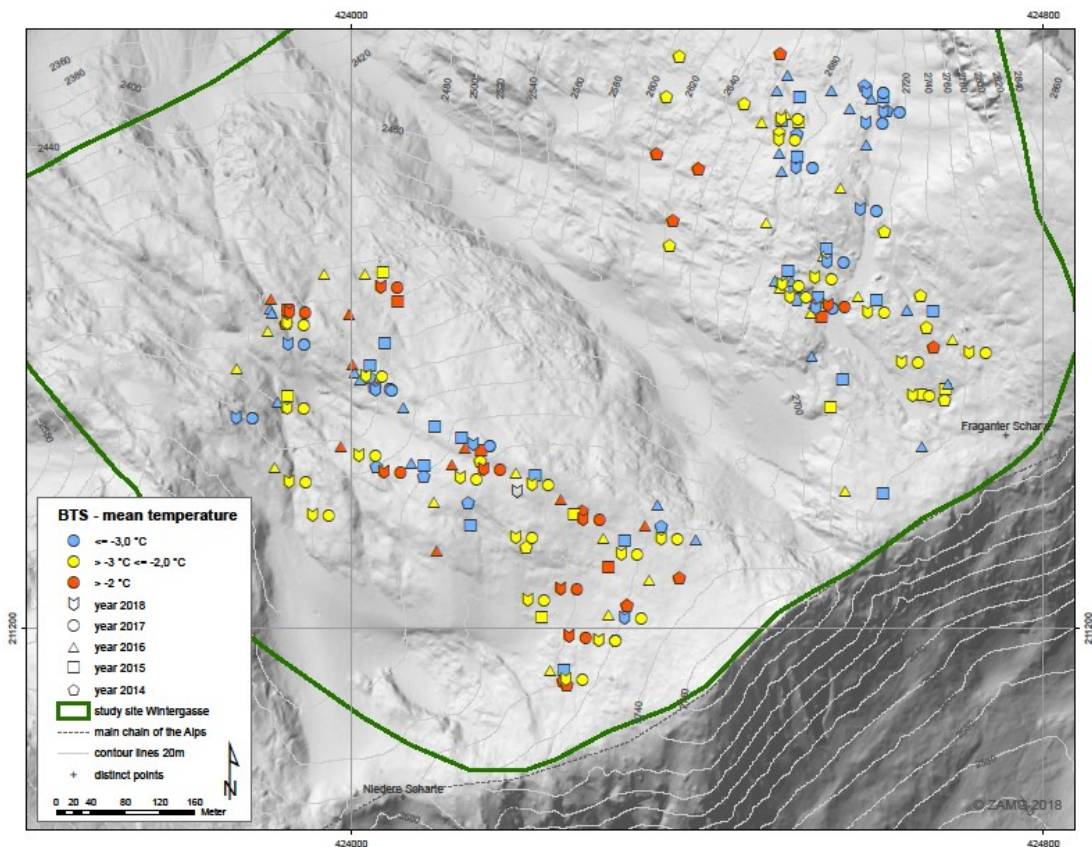 424000
424800
2360
2380
2400
2420
2440
2460
2480
2500
2520
2540
2560
2580
2600
2620
2640
2680
2720
2740
2760
2780
2800
2820
2840
2860
2700
Fraganter Scharte
BTS - mean temperature
<= -3,0 °C
> -3 °C <= -2,0 °C
> -2 °C
year 2018
year 2017
year 2016
year 2015
year 2014
study site Wintergasse
main chain of the Alps
contour lines 20m
distinct points
N
0 20 40 80 120 160
Meter
211200
211200
2740
Niedere Scharte
© ZAMG 2018
424000
424800